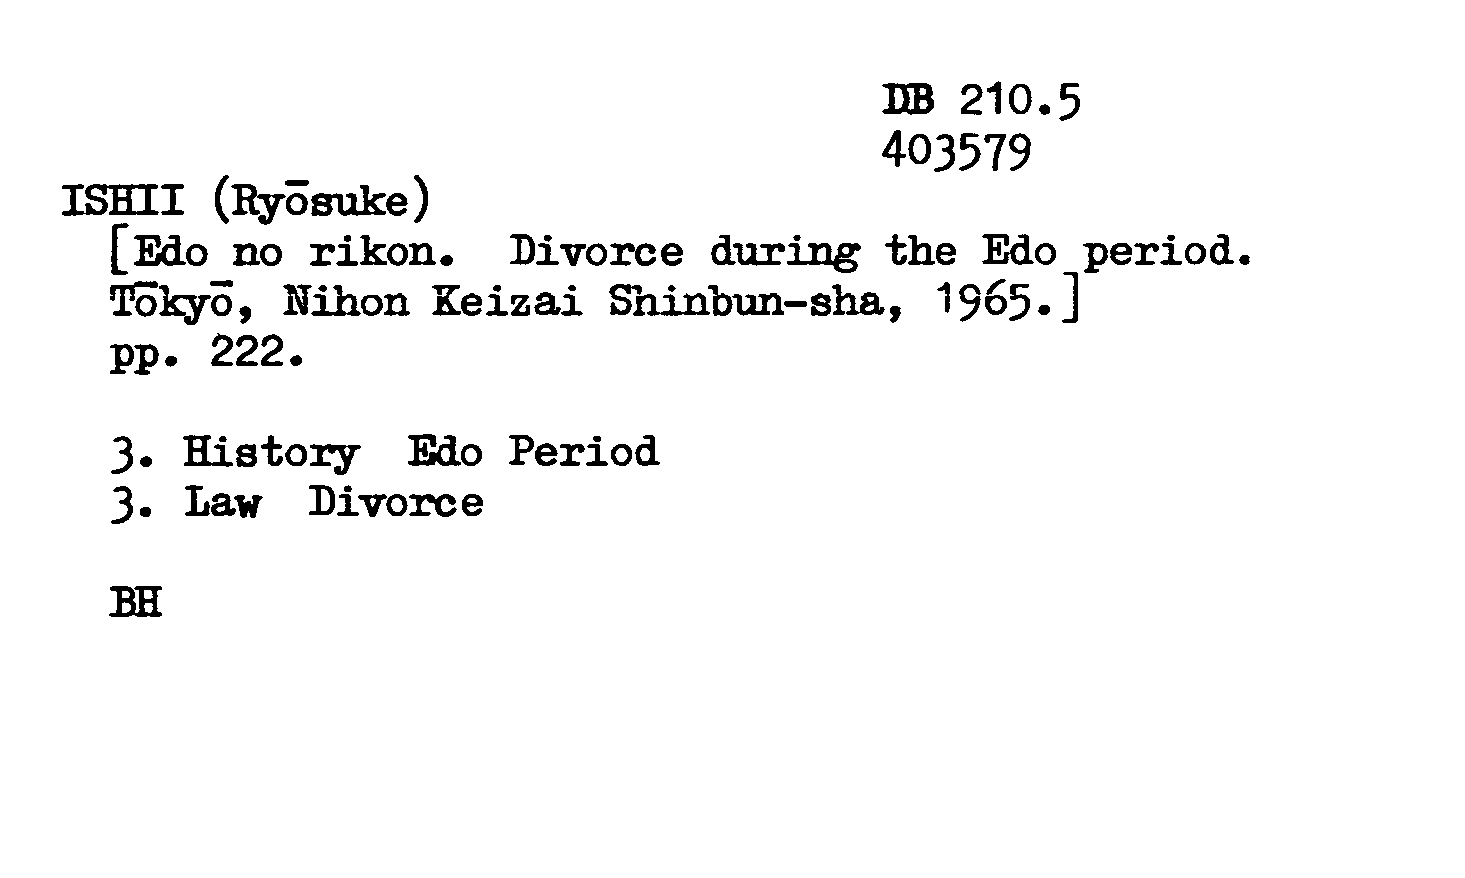 DB 210.5
403579
ISHII (Ryōsuke)
[Edo no rikon.  Divorce during the Edo period.
Tōkyō, Nihon Keizai Shinbun-sha, 1965.]
pp. 222.
3. History  Edo Period
3. Law  Divorce
BH